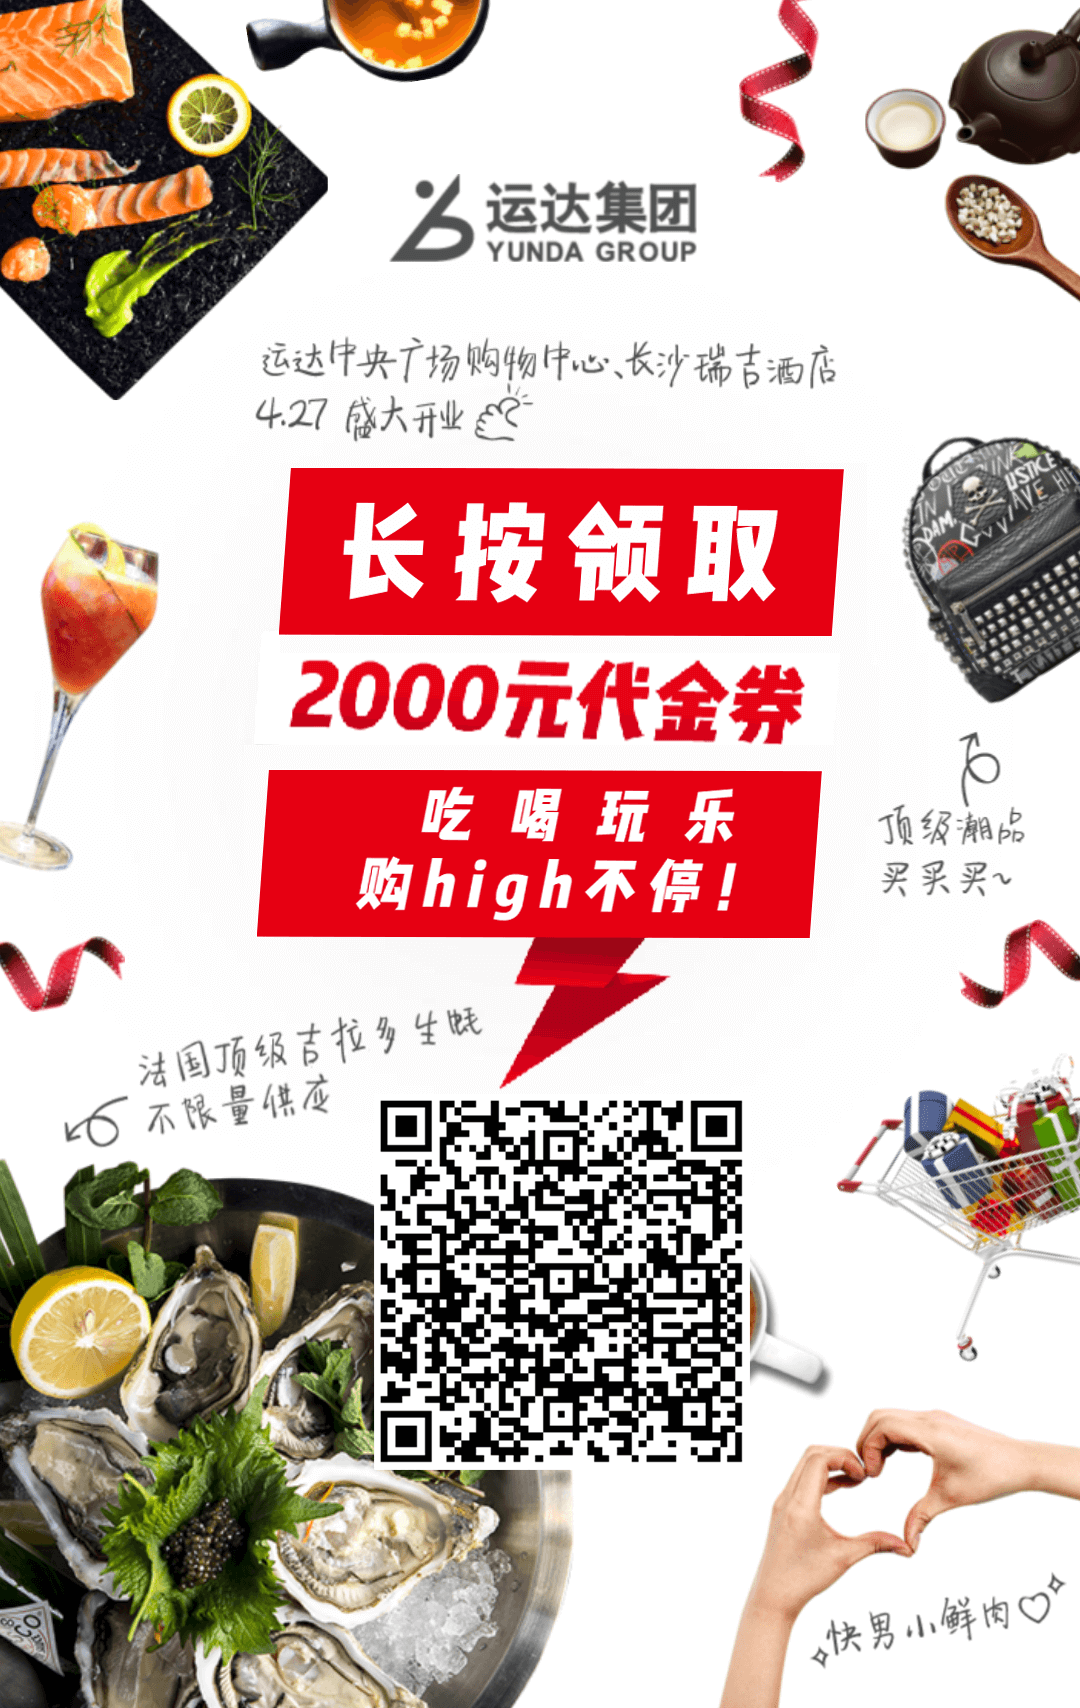 运达集团
YUNDA GROUP
运达中央广场购物中心、长沙瑞吉酒店
4.27 盛大开业
长按领取
2000元代金券
吃喝玩乐
购high不停!
顶级潮品
买买买~
法国顶级吉拉多生蚝
不限量供应
快男小鲜肉